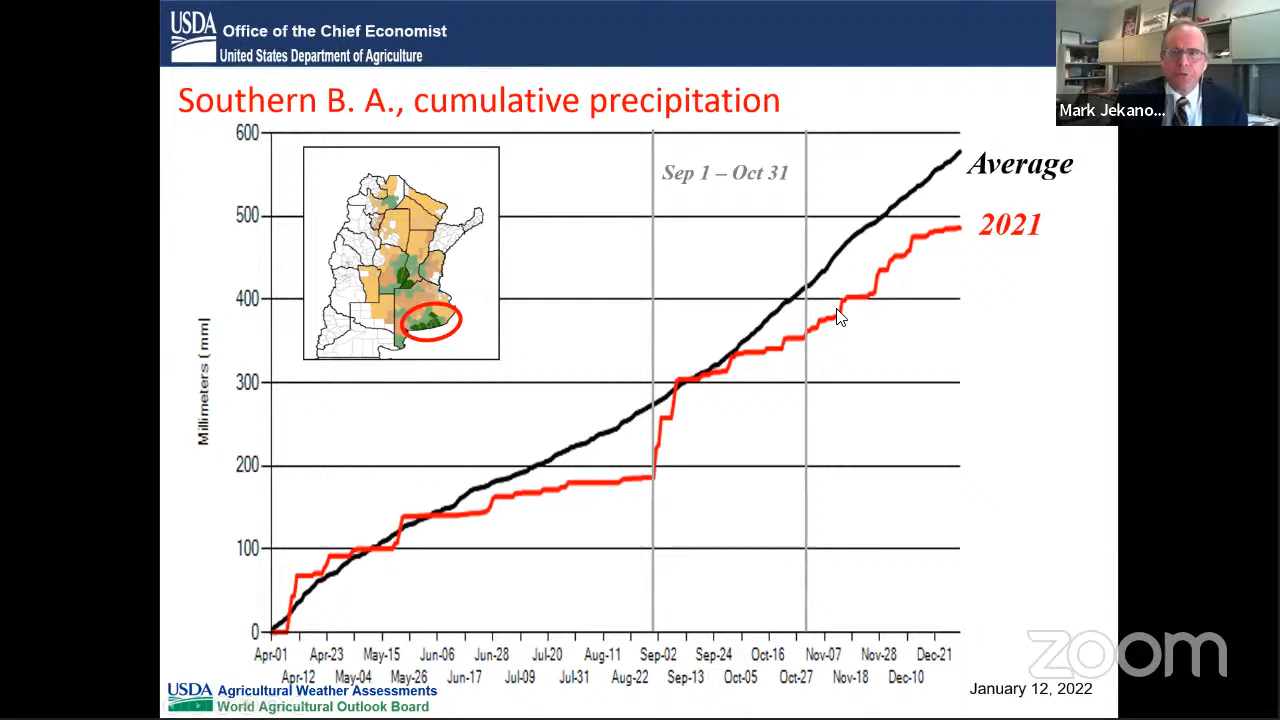 USDA
Office of the Chief Economist
United States Department of Agriculture
Mark Jekano...
Southern B. A., cumulative precipitation
Sep 1 – Oct 31
Average
2021
Millimeters (mm)
600
500
400
300
200
100
0
Apr-01 Apr-23 May-15 Jun-06 Jun-28 Jul-20 Aug-11 Sep-02 Sep-24 Oct-16 Nov-07 Nov-28 Dec-21
Apr-12 May-04 May-26 Jun-17 Jul-09 Jul-31 Aug-22 Sep-13 Oct-05 Oct-27 Nov-18 Dec-10
USDA
Agricultural Weather Assessments
World Agricultural Outlook Board
January 12, 2022
zoom